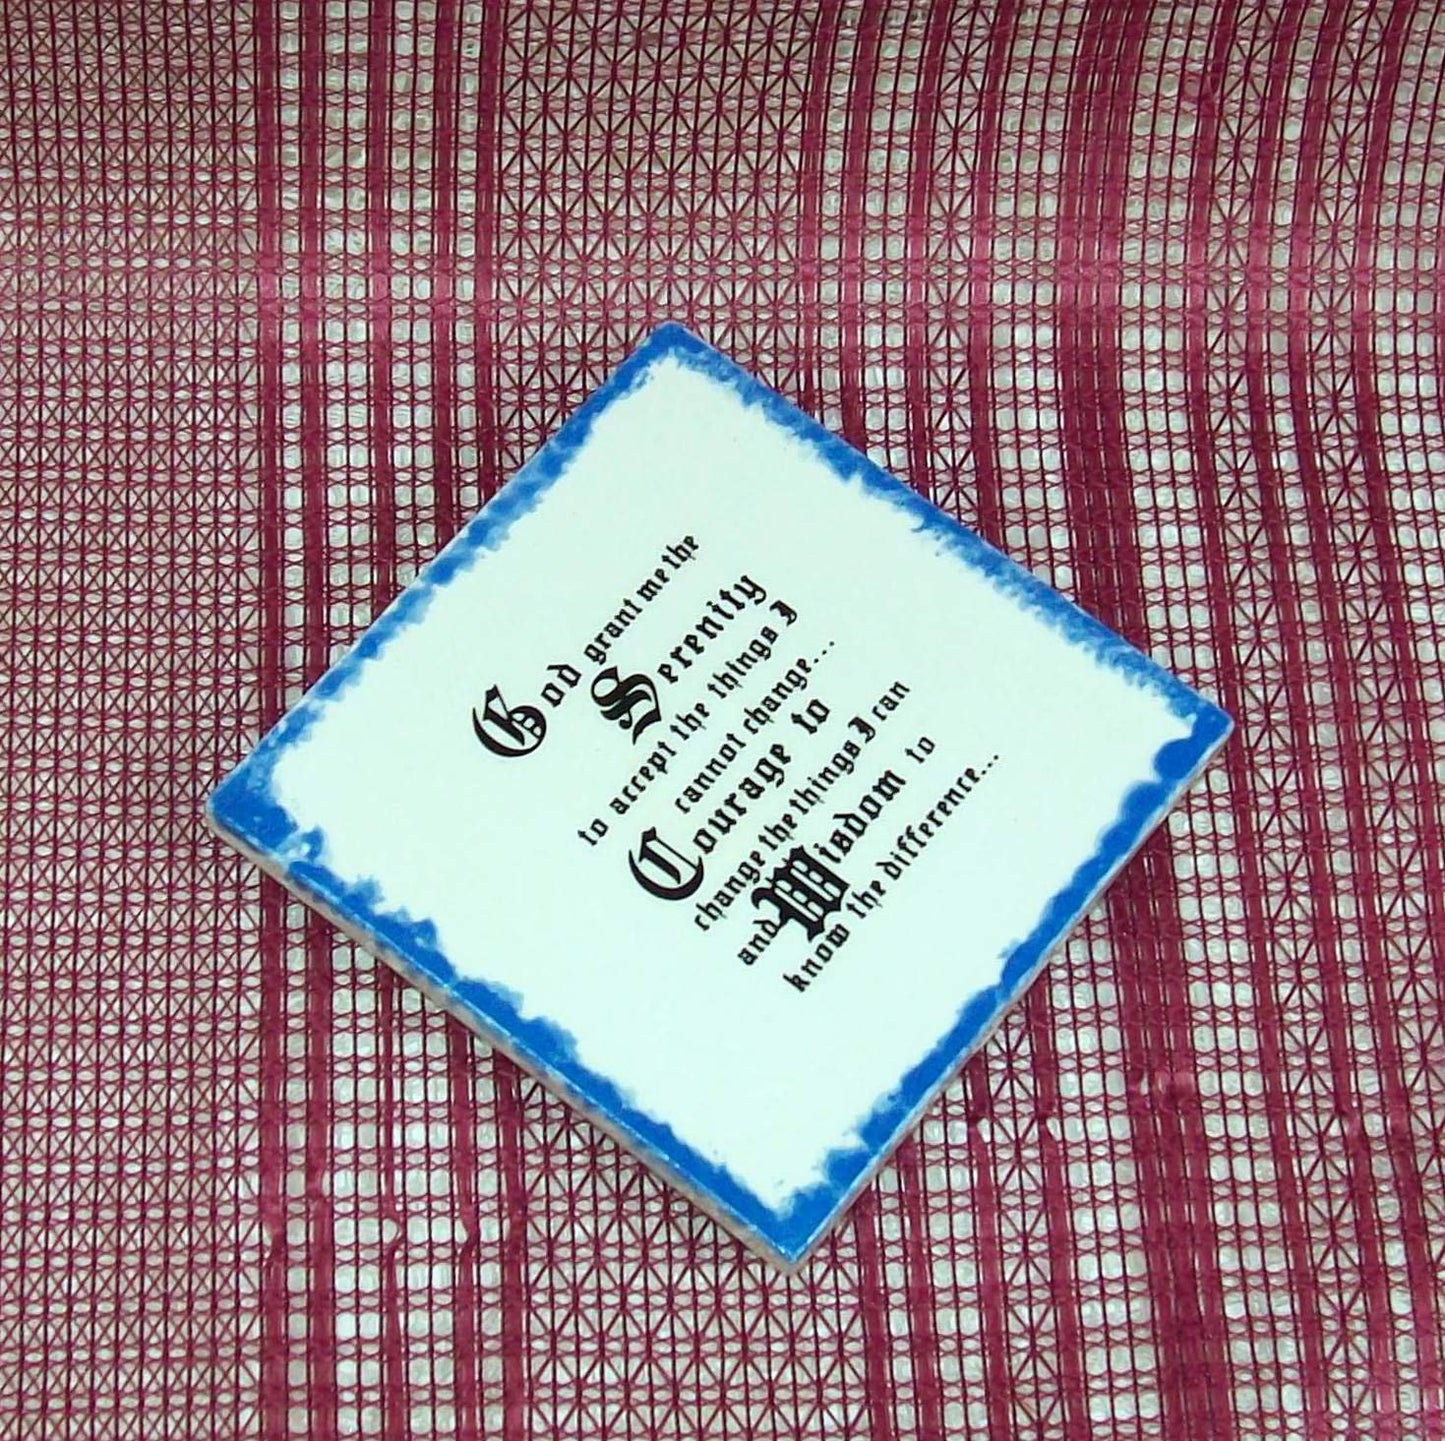 God grant me the
Serenity
to accept the things I
cannot change...
Courage to
change the things I can
and Wisdom to
know the difference...